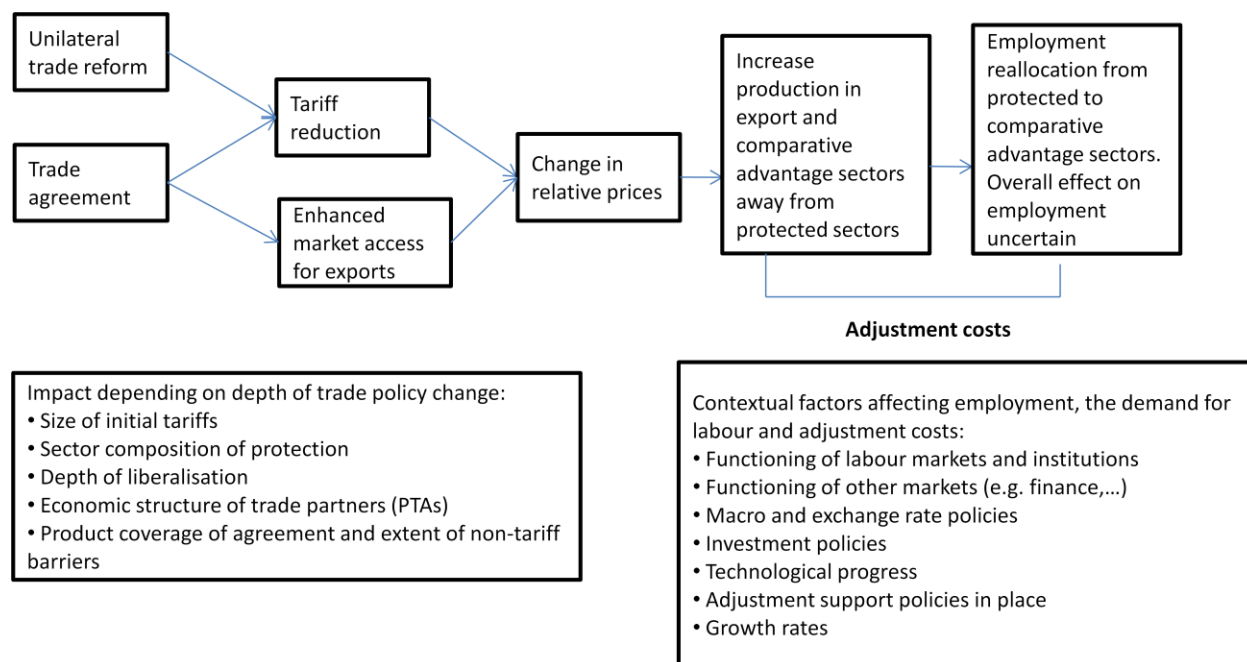 Unilateral
trade reform
Trade
agreement
Tariff
reduction
Enhanced
market access
for exports
Change in
relative prices
Increase
production in
export and
comparative
advantage sectors
away from
protected sectors
Employment
reallocation from
protected to
comparative
advantage sectors.
Overall effect on
employment
uncertain
Adjustment costs
Impact depending on depth of trade policy change:
• Size of initial tariffs
• Sector composition of protection
• Depth of liberalisation
• Economic structure of trade partners (PTAs)
• Product coverage of agreement and extent of non-tariff
barriers
Contextual factors affecting employment, the demand for
labour and adjustment costs:
• Functioning of labour markets and institutions
• Functioning of other markets (e.g. finance,...)
• Macro and exchange rate policies
• Investment policies
• Technological progress
• Adjustment support policies in place
• Growth rates